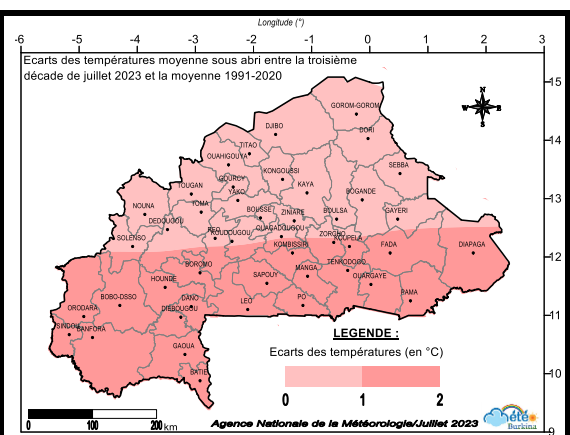 Longitude (°)
-6 -5 -4 -3 -2 -1 0 1 2 3
Ecarts des températures moyenne sous abri entre la troisième
décade de juillet 2023 et la moyenne 1991-2020
15
GOROM-GOROM
N
W E
S
DJIBO
DORI
14
TITAO
OUAHIGOUYA
KONGOUSSI
SEBBA
GOURCY
TOUGAN
KAYA
YAKO
BOGANDE
NOUNA
TOMA
BOUSSE
ZINIARE
BOULSA
GAYERI
13
DEDOUGOU
REO
KOUDOUGOU
OUAGADOUGOU
ZORGHO
KOUPELA
SOLENSO
KOMBISSIRI
FADA
DIAPAGA
12
BOROMO
MANGA
TENKODOGO
HOUNDE
SAPOUY
OUARGAYE
BOBO-DSSO
DANO
LEO
PO
PAMA
ORODARA
DIEBOUGOU
11
SINDOU
BANFORA
LEGENDE :
GAOUA
Ecarts des températures (en °C)
BATIE
10
0 1 2
0 100 200 km
Agence Nationale de la Météorologie/Juillet 2023
météo
Burkina
9